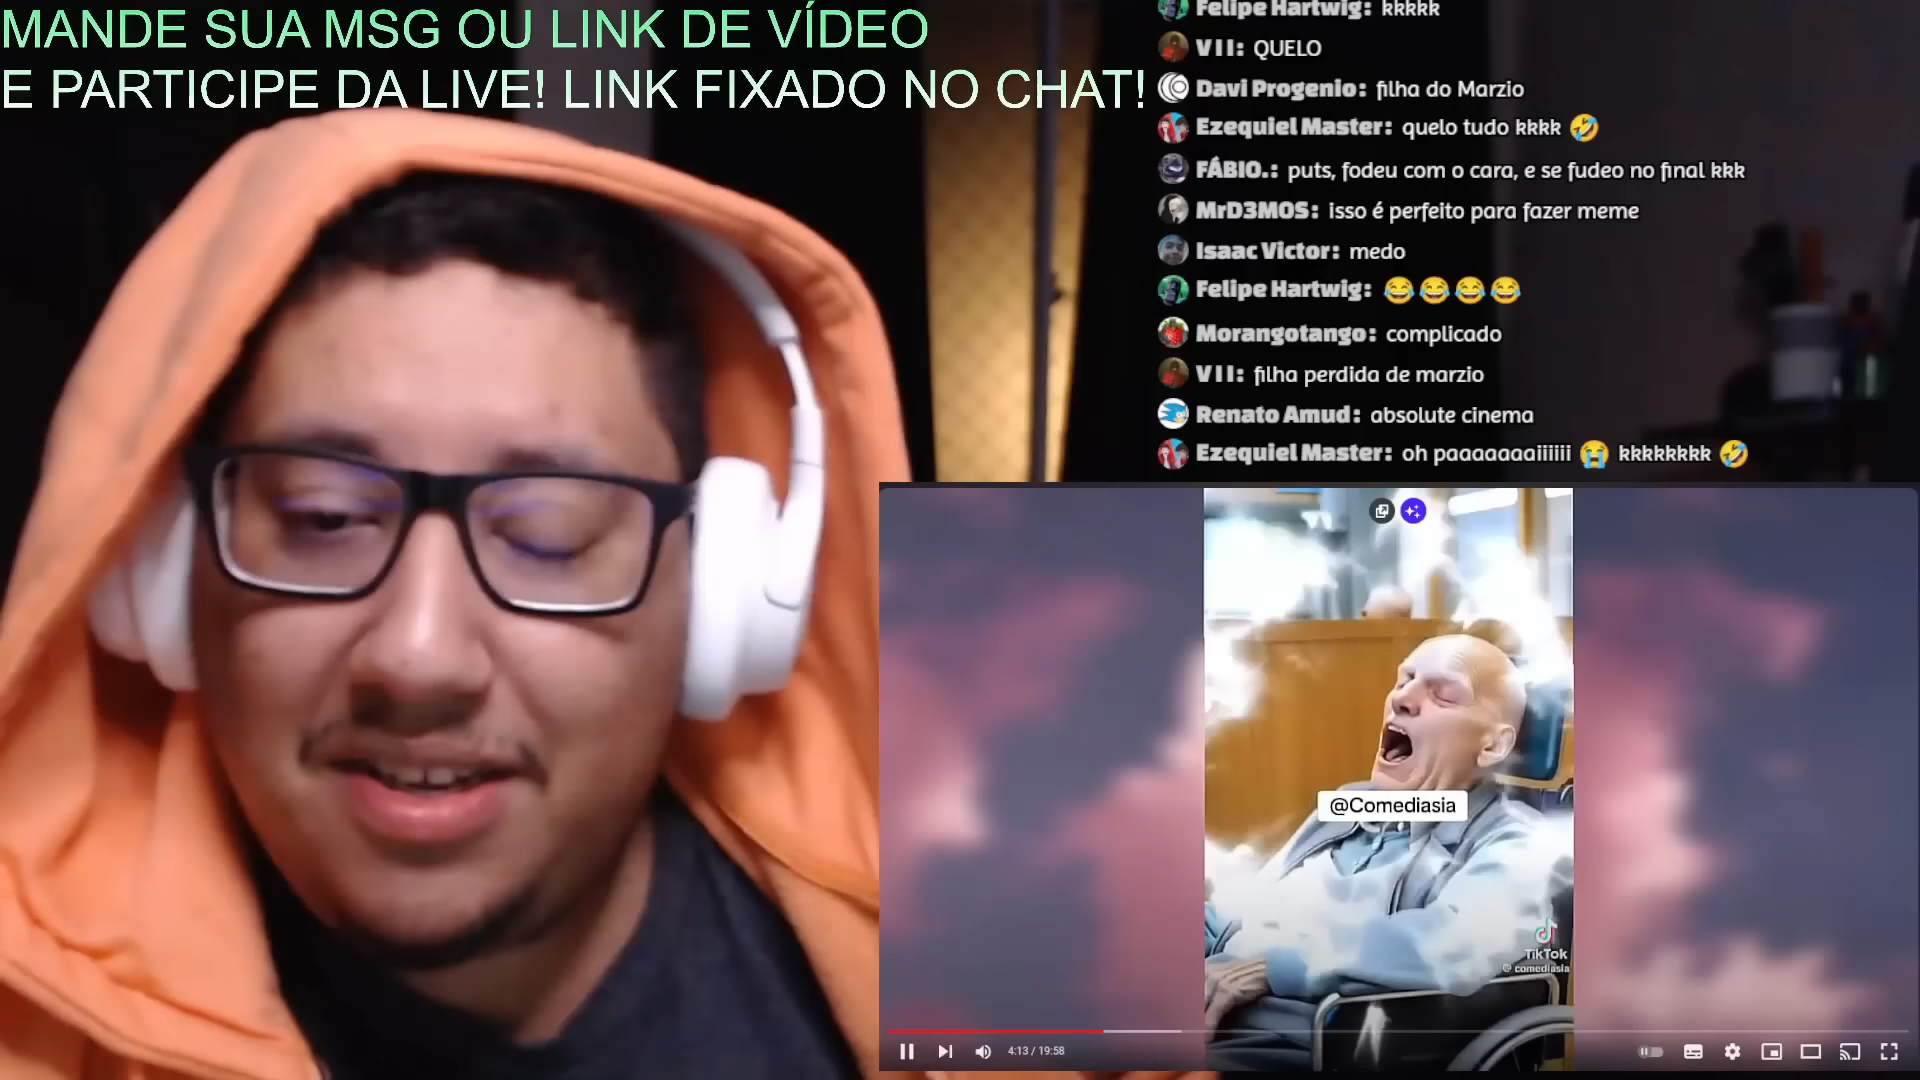 MANDE SUA MSG OU LINK DE VÍDEO
E PARTICIPE DA LIVE! LINK FIXADO NO CHAT!
Felipe Hartwig: kkkkk
VII: QUELO
Davi Progenio: filha do Marzio
Ezequiel Master: quelo tudo kkkk 🤣
FÁBIO.: puts, fodeu com o cara, e se fudeo no final kkk
MrD3MOS: isso é perfeito para fazer meme
Isaac Victor: medo
Felipe Hartwig: 😂😂😂😂
Morangotango: complicado
VII: filha perdida de marzio
Renato Amud: absolute cinema
Ezequiel Master: oh paaaaaaaiiiiii 😭 kkkkkkkk 🤣
@Comediasia
TikTok
@ comediasia
4:13 / 19:58